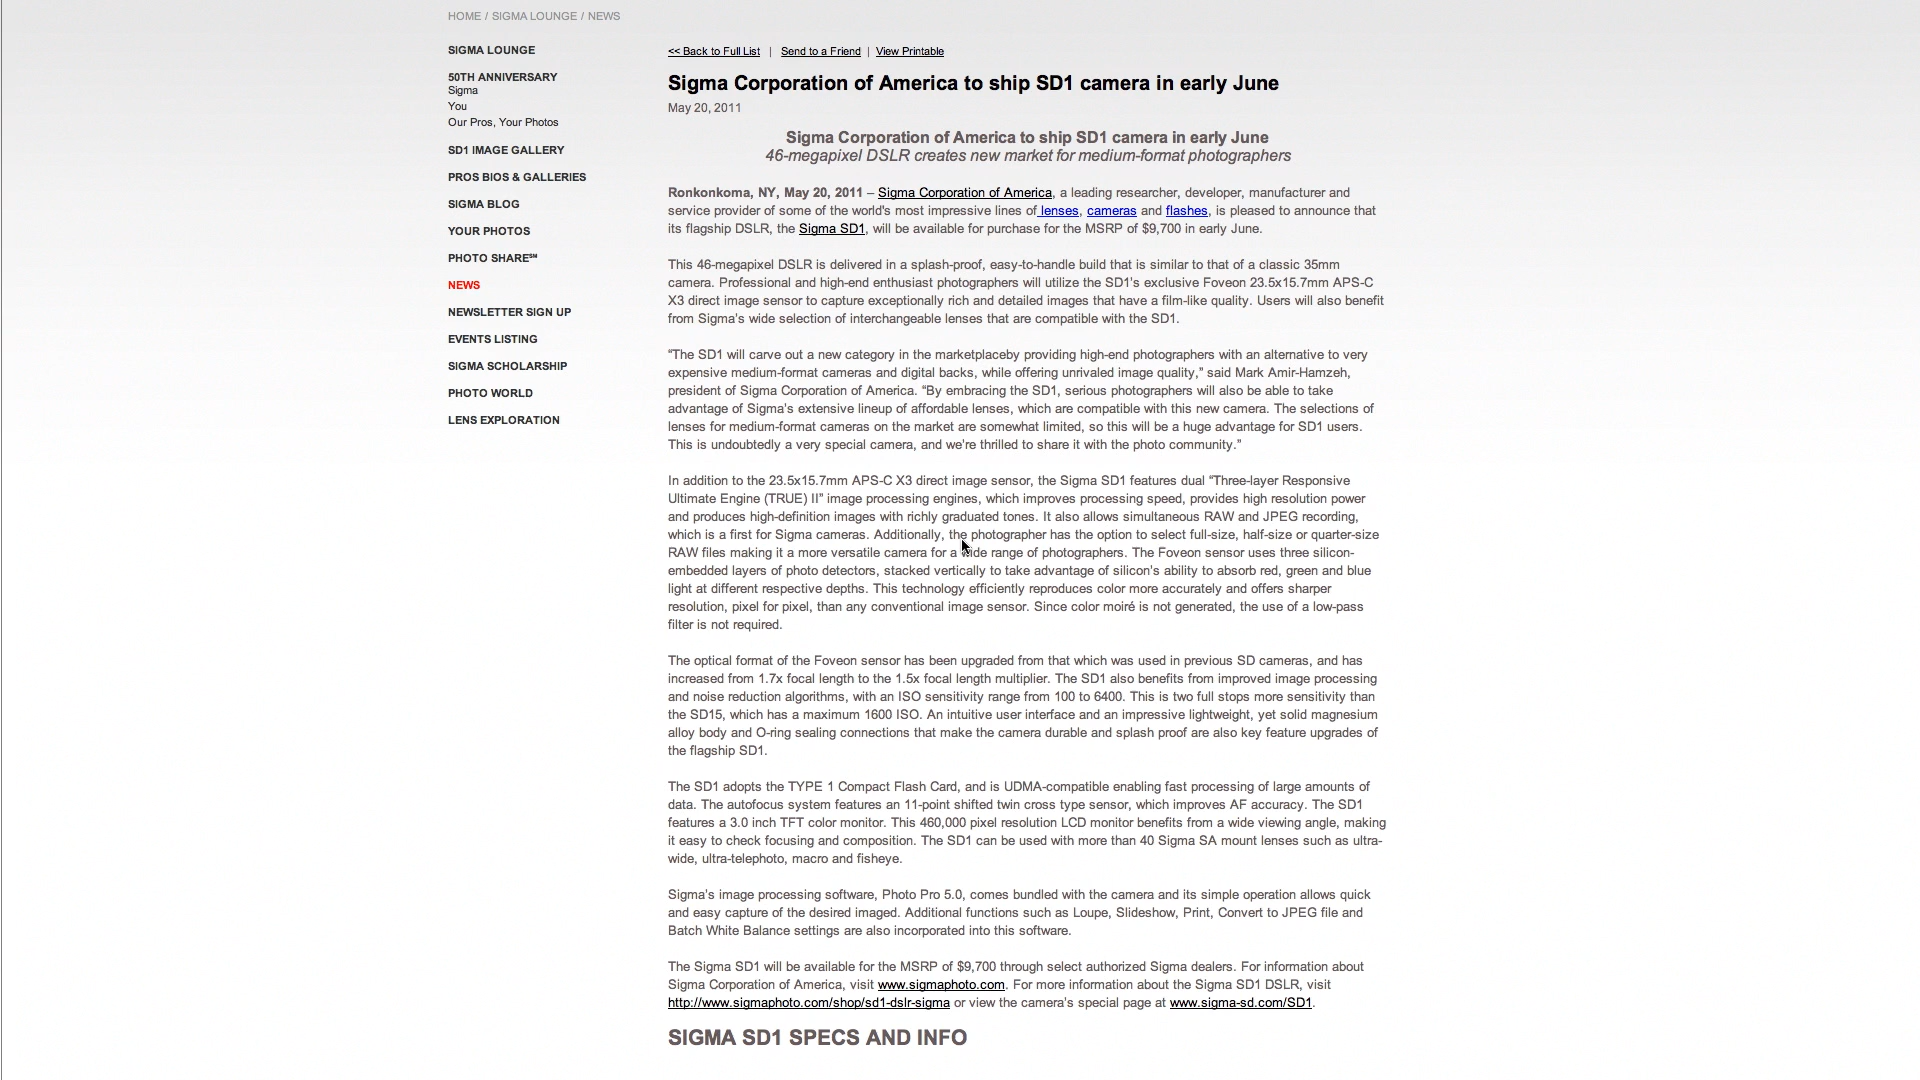 HOME / SIGMA LOUNGE / NEWS
SIGMA LOUNGE
50TH ANNIVERSARY
Sigma
You
Our Pros, Your Photos
SD1 IMAGE GALLERY
PROS BIOS & GALLERIES
SIGMA BLOG
YOUR PHOTOS
PHOTO SHARE℠
NEWS
NEWSLETTER SIGN UP
EVENTS LISTING
SIGMA SCHOLARSHIP
PHOTO WORLD
LENS EXPLORATION
<< Back to Full List | Send to a Friend | View Printable
Sigma Corporation of America to ship SD1 camera in early June
May 20, 2011
Sigma Corporation of America to ship SD1 camera in early June
46-megapixel DSLR creates new market for medium-format photographers
Ronkonkoma, NY, May 20, 2011 – Sigma Corporation of America, a leading researcher, developer, manufacturer and
service provider of some of the world's most impressive lines of lenses, cameras and flashes, is pleased to announce that
its flagship DSLR, the Sigma SD1, will be available for purchase for the MSRP of $9,700 in early June.
This 46-megapixel DSLR is delivered in a splash-proof, easy-to-handle build that is similar to that of a classic 35mm
camera. Professional and high-end enthusiast photographers will utilize the SD1's exclusive Foveon 23.5x15.7mm APS-C
X3 direct image sensor to capture exceptionally rich and detailed images that have a film-like quality. Users will also benefit
from Sigma's wide selection of interchangeable lenses that are compatible with the SD1.
“The SD1 will carve out a new category in the marketplaceby providing high-end photographers with an alternative to very
expensive medium-format cameras and digital backs, while offering unrivaled image quality,” said Mark Amir-Hamzeh,
president of Sigma Corporation of America. “By embracing the SD1, serious photographers will also be able to take
advantage of Sigma's extensive lineup of affordable lenses, which are compatible with this new camera. The selections of
lenses for medium-format cameras on the market are somewhat limited, so this will be a huge advantage for SD1 users.
This is undoubtedly a very special camera, and we're thrilled to share it with the photo community.”
In addition to the 23.5x15.7mm APS-C X3 direct image sensor, the Sigma SD1 features dual “Three-layer Responsive
Ultimate Engine (TRUE) II” image processing engines, which improves processing speed, provides high resolution power
and produces high-definition images with richly graduated tones. It also allows simultaneous RAW and JPEG recording,
which is a first for Sigma cameras. Additionally, the photographer has the option to select full-size, half-size or quarter-size
RAW files making it a more versatile camera for a wide range of photographers. The Foveon sensor uses three silicon-
embedded layers of photo detectors, stacked vertically to take advantage of silicon's ability to absorb red, green and blue
light at different respective depths. This technology efficiently reproduces color more accurately and offers sharper
resolution, pixel for pixel, than any conventional image sensor. Since color moiré is not generated, the use of a low-pass
filter is not required.
The optical format of the Foveon sensor has been upgraded from that which was used in previous SD cameras, and has
increased from 1.7x focal length to the 1.5x focal length multiplier. The SD1 also benefits from improved image processing
and noise reduction algorithms, with an ISO sensitivity range from 100 to 6400. This is two full stops more sensitivity than
the SD15, which has a maximum 1600 ISO. An intuitive user interface and an impressive lightweight, yet solid magnesium
alloy body and O-ring sealing connections that make the camera durable and splash proof are also key feature upgrades of
the flagship SD1.
The SD1 adopts the TYPE 1 Compact Flash Card, and is UDMA-compatible enabling fast processing of large amounts of
data. The autofocus system features an 11-point shifted twin cross type sensor, which improves AF accuracy. The SD1
features a 3.0 inch TFT color monitor. This 460,000 pixel resolution LCD monitor benefits from a wide viewing angle, making
it easy to check focusing and composition. The SD1 can be used with more than 40 Sigma SA mount lenses such as ultra-
wide, ultra-telephoto, macro and fisheye.
Sigma's image processing software, Photo Pro 5.0, comes bundled with the camera and its simple operation allows quick
and easy capture of the desired imaged. Additional functions such as Loupe, Slideshow, Print, Convert to JPEG file and
Batch White Balance settings are also incorporated into this software.
The Sigma SD1 will be available for the MSRP of $9,700 through select authorized Sigma dealers. For information about
Sigma Corporation of America, visit www.sigmaphoto.com. For more information about the Sigma SD1 DSLR, visit
http://www.sigmaphoto.com/shop/sd1-dslr-sigma or view the camera's special page at www.sigma-sd.com/SD1.
SIGMA SD1 SPECS AND INFO